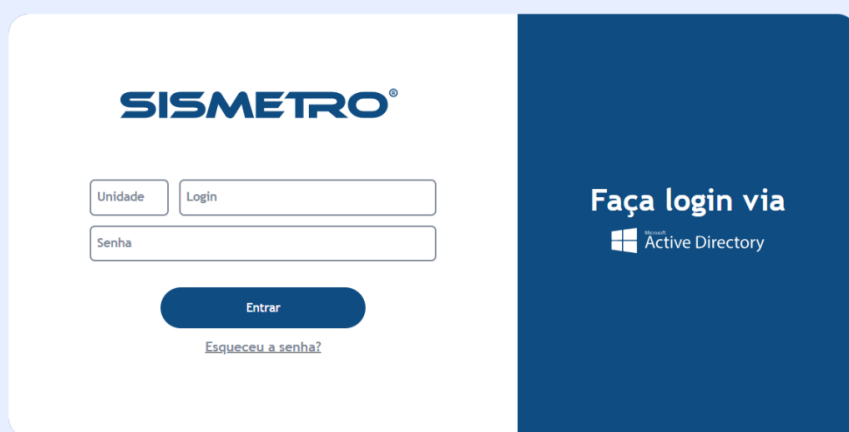 SISMETRO®
Unidade
Login
Senha
Entrar
Esqueceu a senha?
Faça login via
Microsoft
Active Directory